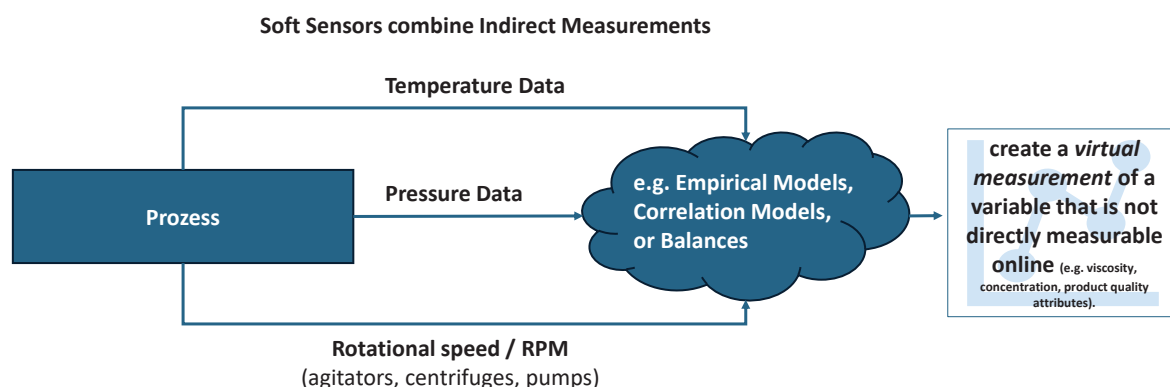 Soft Sensors combine Indirect Measurements
Temperature Data
Prozess
Pressure Data
e.g. Empirical Models,
Correlation Models,
or Balances
create a virtual
measurement of a
variable that is not
directly measurable
online (e.g. viscosity,
concentration, product quality
attributes).
Rotational speed / RPM
(agitators, centrifuges, pumps)